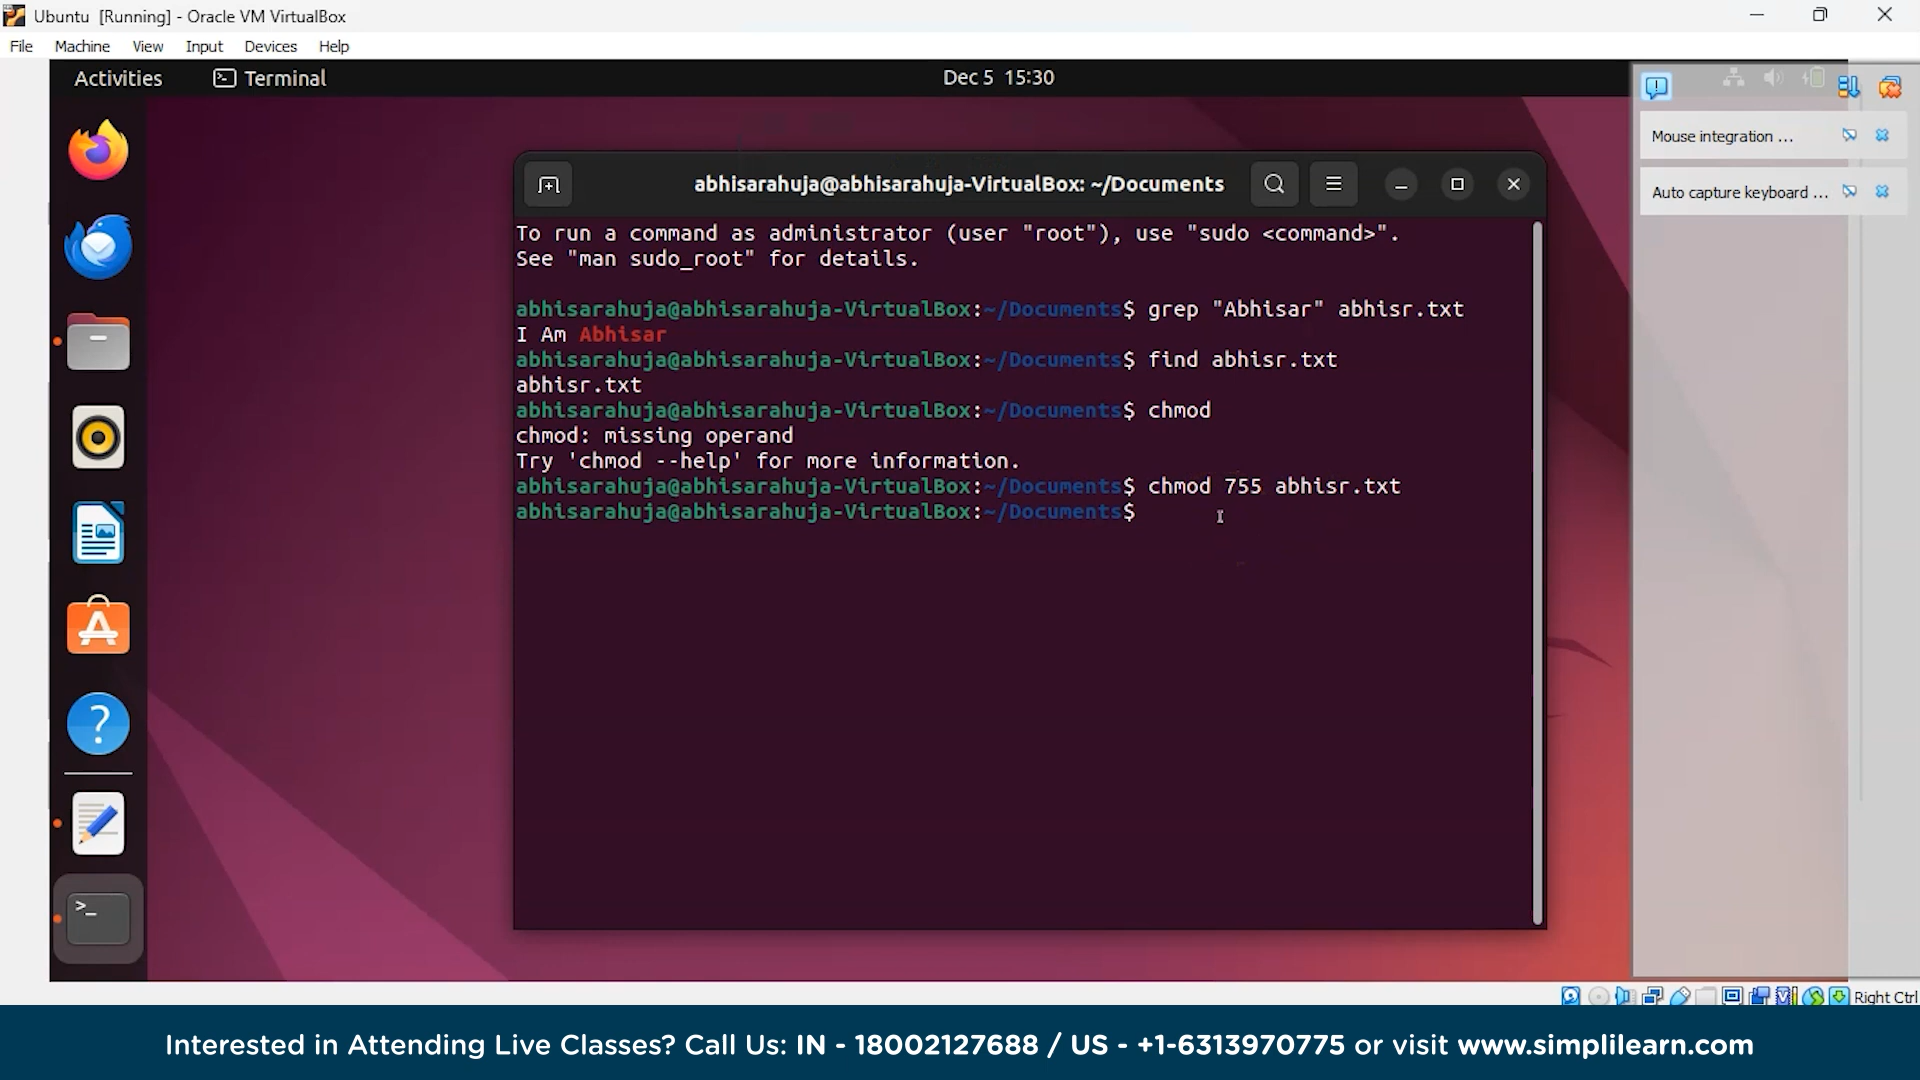 Ubuntu [Running] - Oracle VM VirtualBox
File Machine View Input Devices Help
Activities Terminal Dec 5 15:30
Mouse integration ...
Auto capture keyboard ...
abhisarahuja@abhisarahuja-VirtualBox: ~/Documents
To run a command as administrator (user "root"), use "sudo <command>".
See "man sudo_root" for details.
abhisarahuja@abhisarahuja-VirtualBox:~/Documents$ grep "Abhisar" abhisr.txt
I Am Abhisar
abhisarahuja@abhisarahuja-VirtualBox:~/Documents$ find abhisr.txt
abhisr.txt
abhisarahuja@abhisarahuja-VirtualBox:~/Documents$ chmod
chmod: missing operand
Try 'chmod --help' for more information.
abhisarahuja@abhisarahuja-VirtualBox:~/Documents$ chmod 755 abhisr.txt
abhisarahuja@abhisarahuja-VirtualBox:~/Documents$
Right Ctrl
Interested in Attending Live Classes? Call Us: IN - 18002127688 / US - +1-6313970775 or visit www.simplilearn.com